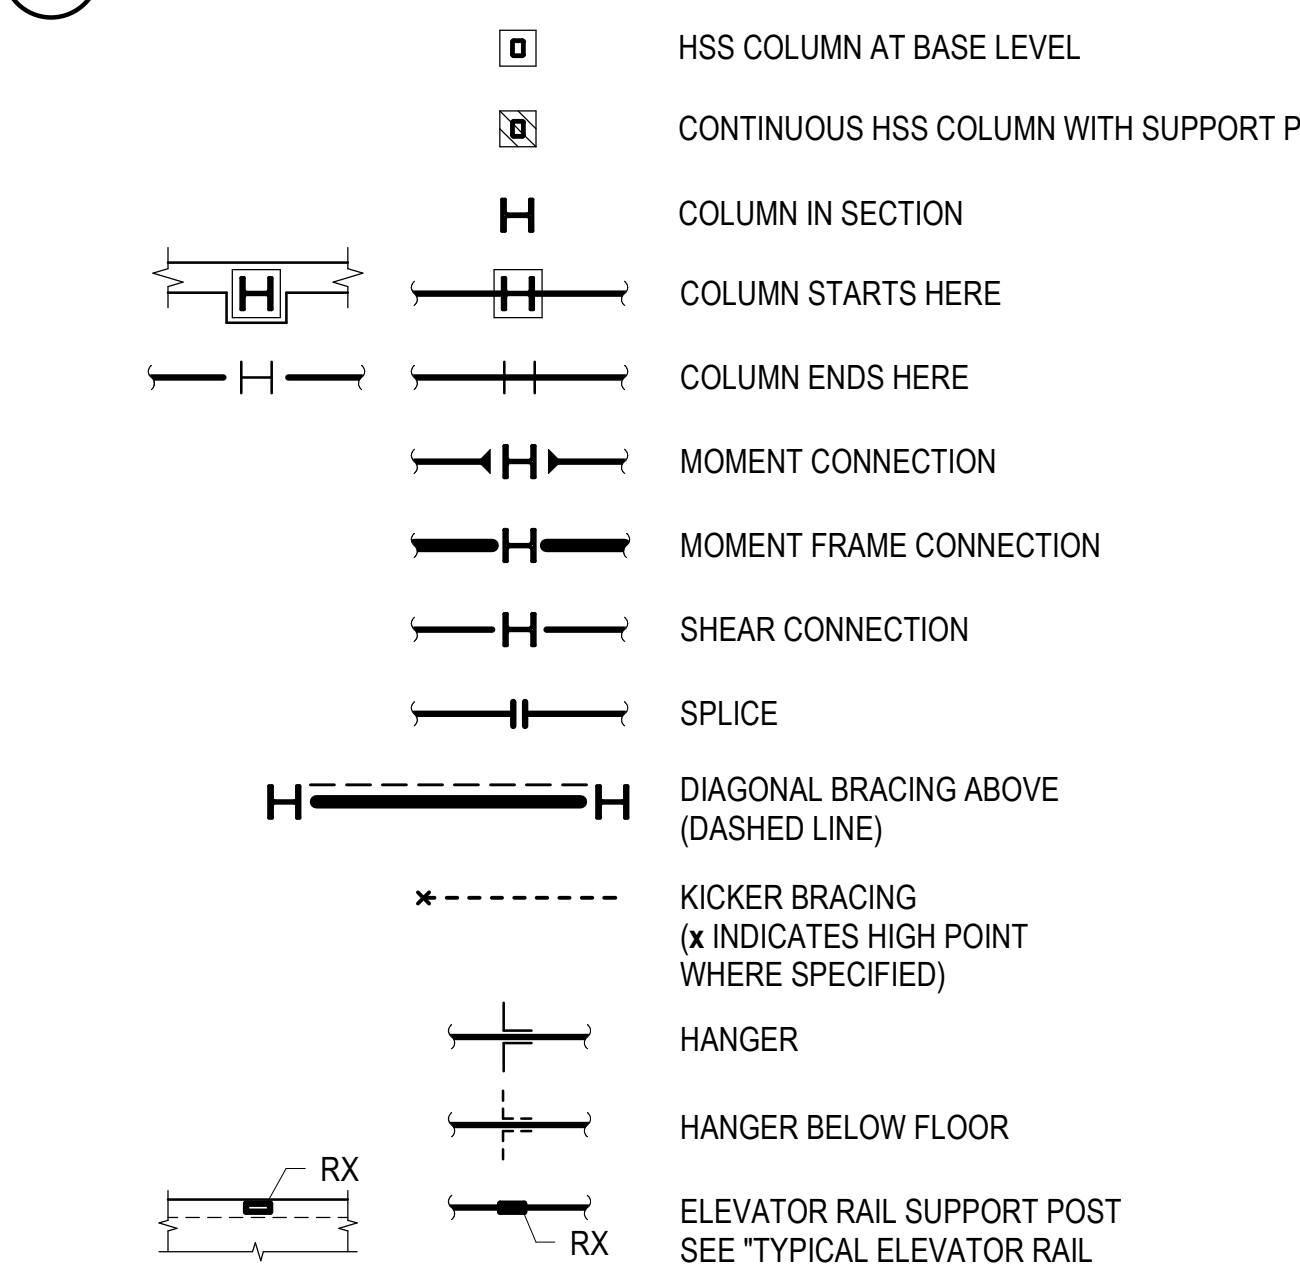 HSS COLUMN AT BASE LEVEL
CONTINUOUS HSS COLUMN WITH SUPPORT P
COLUMN IN SECTION
COLUMN STARTS HERE
COLUMN ENDS HERE
MOMENT CONNECTION
MOMENT FRAME CONNECTION
SHEAR CONNECTION
SPLICE
DIAGONAL BRACING ABOVE
(DASHED LINE)
KICKER BRACING
(x INDICATES HIGH POINT
WHERE SPECIFIED)
HANGER
HANGER BELOW FLOOR
RX
RX
ELEVATOR RAIL SUPPORT POST
SEE "TYPICAL ELEVATOR RAIL